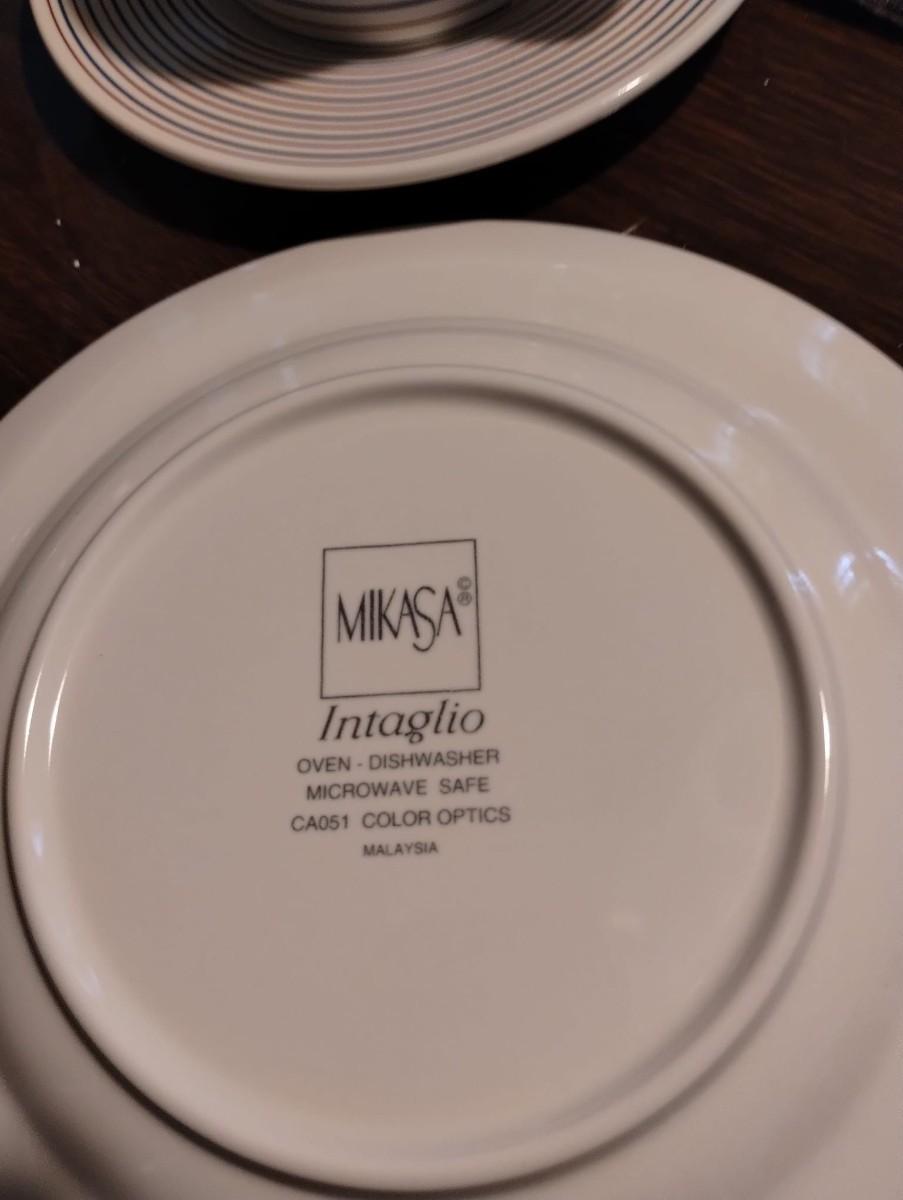 MIKASA©®
Intaglio
OVEN - DISHWASHER
MICROWAVE SAFE
CA051 COLOR OPTICS
MALAYSIA